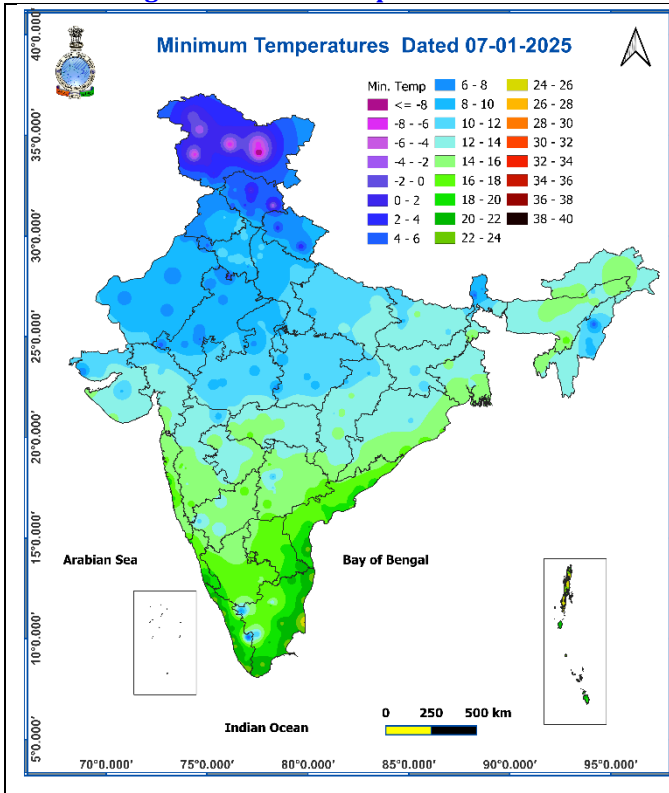 Minimum Temperatures Dated 07-01-2025
Min. Temp
<= -8
-8 - -6
-6 - -4
-4 - -2
-2 - 0
0 - 2
2 - 4
4 - 6
6 - 8
8 - 10
10 - 12
12 - 14
14 - 16
16 - 18
18 - 20
20 - 22
22 - 24
24 - 26
26 - 28
28 - 30
30 - 32
32 - 34
34 - 36
36 - 38
38 - 40
40°0.000'
35°0.000'
30°0.000'
25°0.000'
20°0.000'
15°0.000'
10°0.000'
5°0.000'
Arabian Sea
Bay of Bengal
Indian Ocean
0 250 500 km
70°0.000' 75°0.000' 80°0.000' 85°0.000' 90°0.000' 95°0.000'